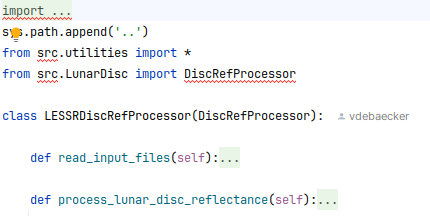 import ...
sys.path.append('..')
from src.utilities import *
from src.LunarDisc import DiscRefProcessor
class LESSRDiscRefProcessor(DiscRefProcessor): vdebaecker
def read_input_files(self):...
def process_lunar_disc_reflectance(self):...